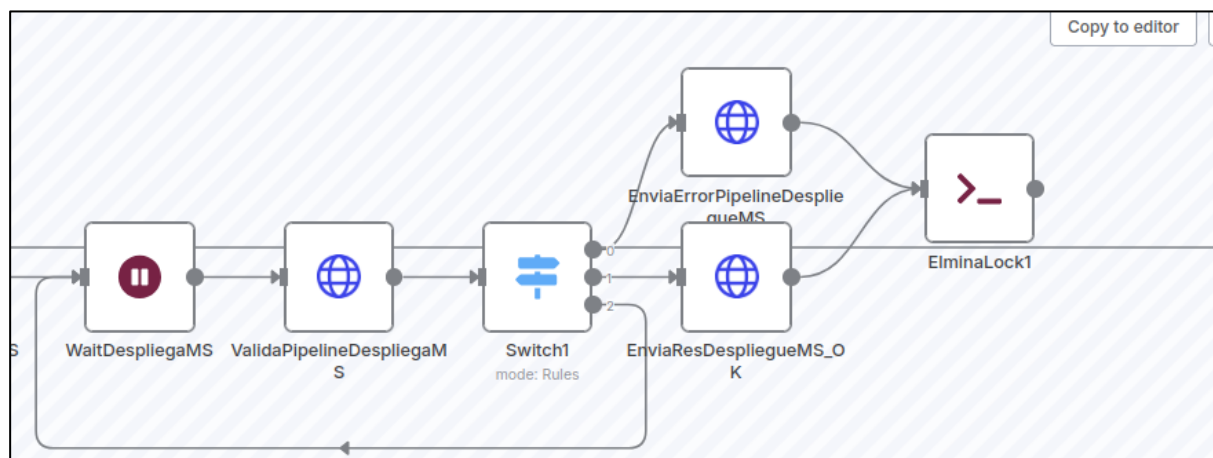 Copy to editor
EnviaErrorPipelineDesplie
gueMS
ElminaLock1
0
1
2
S
WaitDespliegaMS
ValidaPipelineDespliegaM
S
Switch1
mode: Rules
EnviaResDespliegueMS_O
K